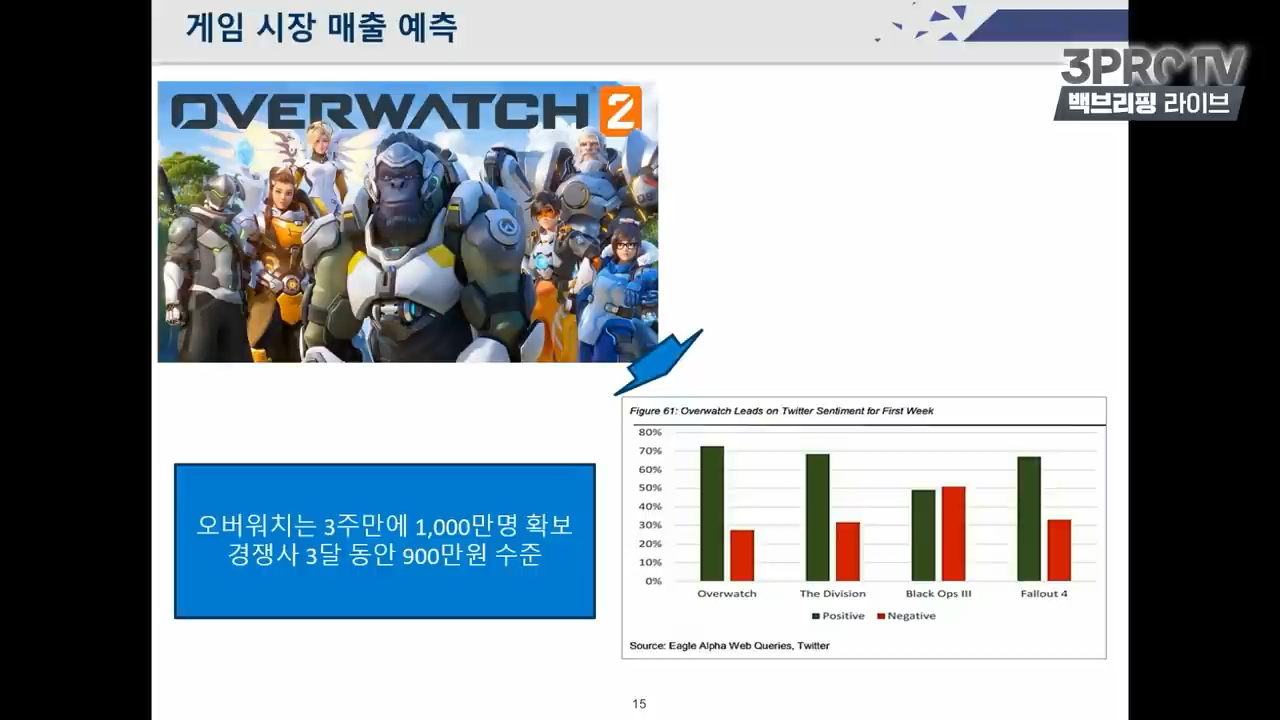 게임 시장 매출 예측
3PROTV
백브리핑 라이브
OVERWATCH 2
오버워치는 3주만에 1,000만명 확보
경쟁사 3달 동안 900만원 수준
Figure 61: Overwatch Leads on Twitter Sentiment for First Week
80%
70%
60%
50%
40%
30%
20%
10%
0%
Overwatch The Division Black Ops III Fallout 4
Positive Negative
Source: Eagle Alpha Web Queries, Twitter
15